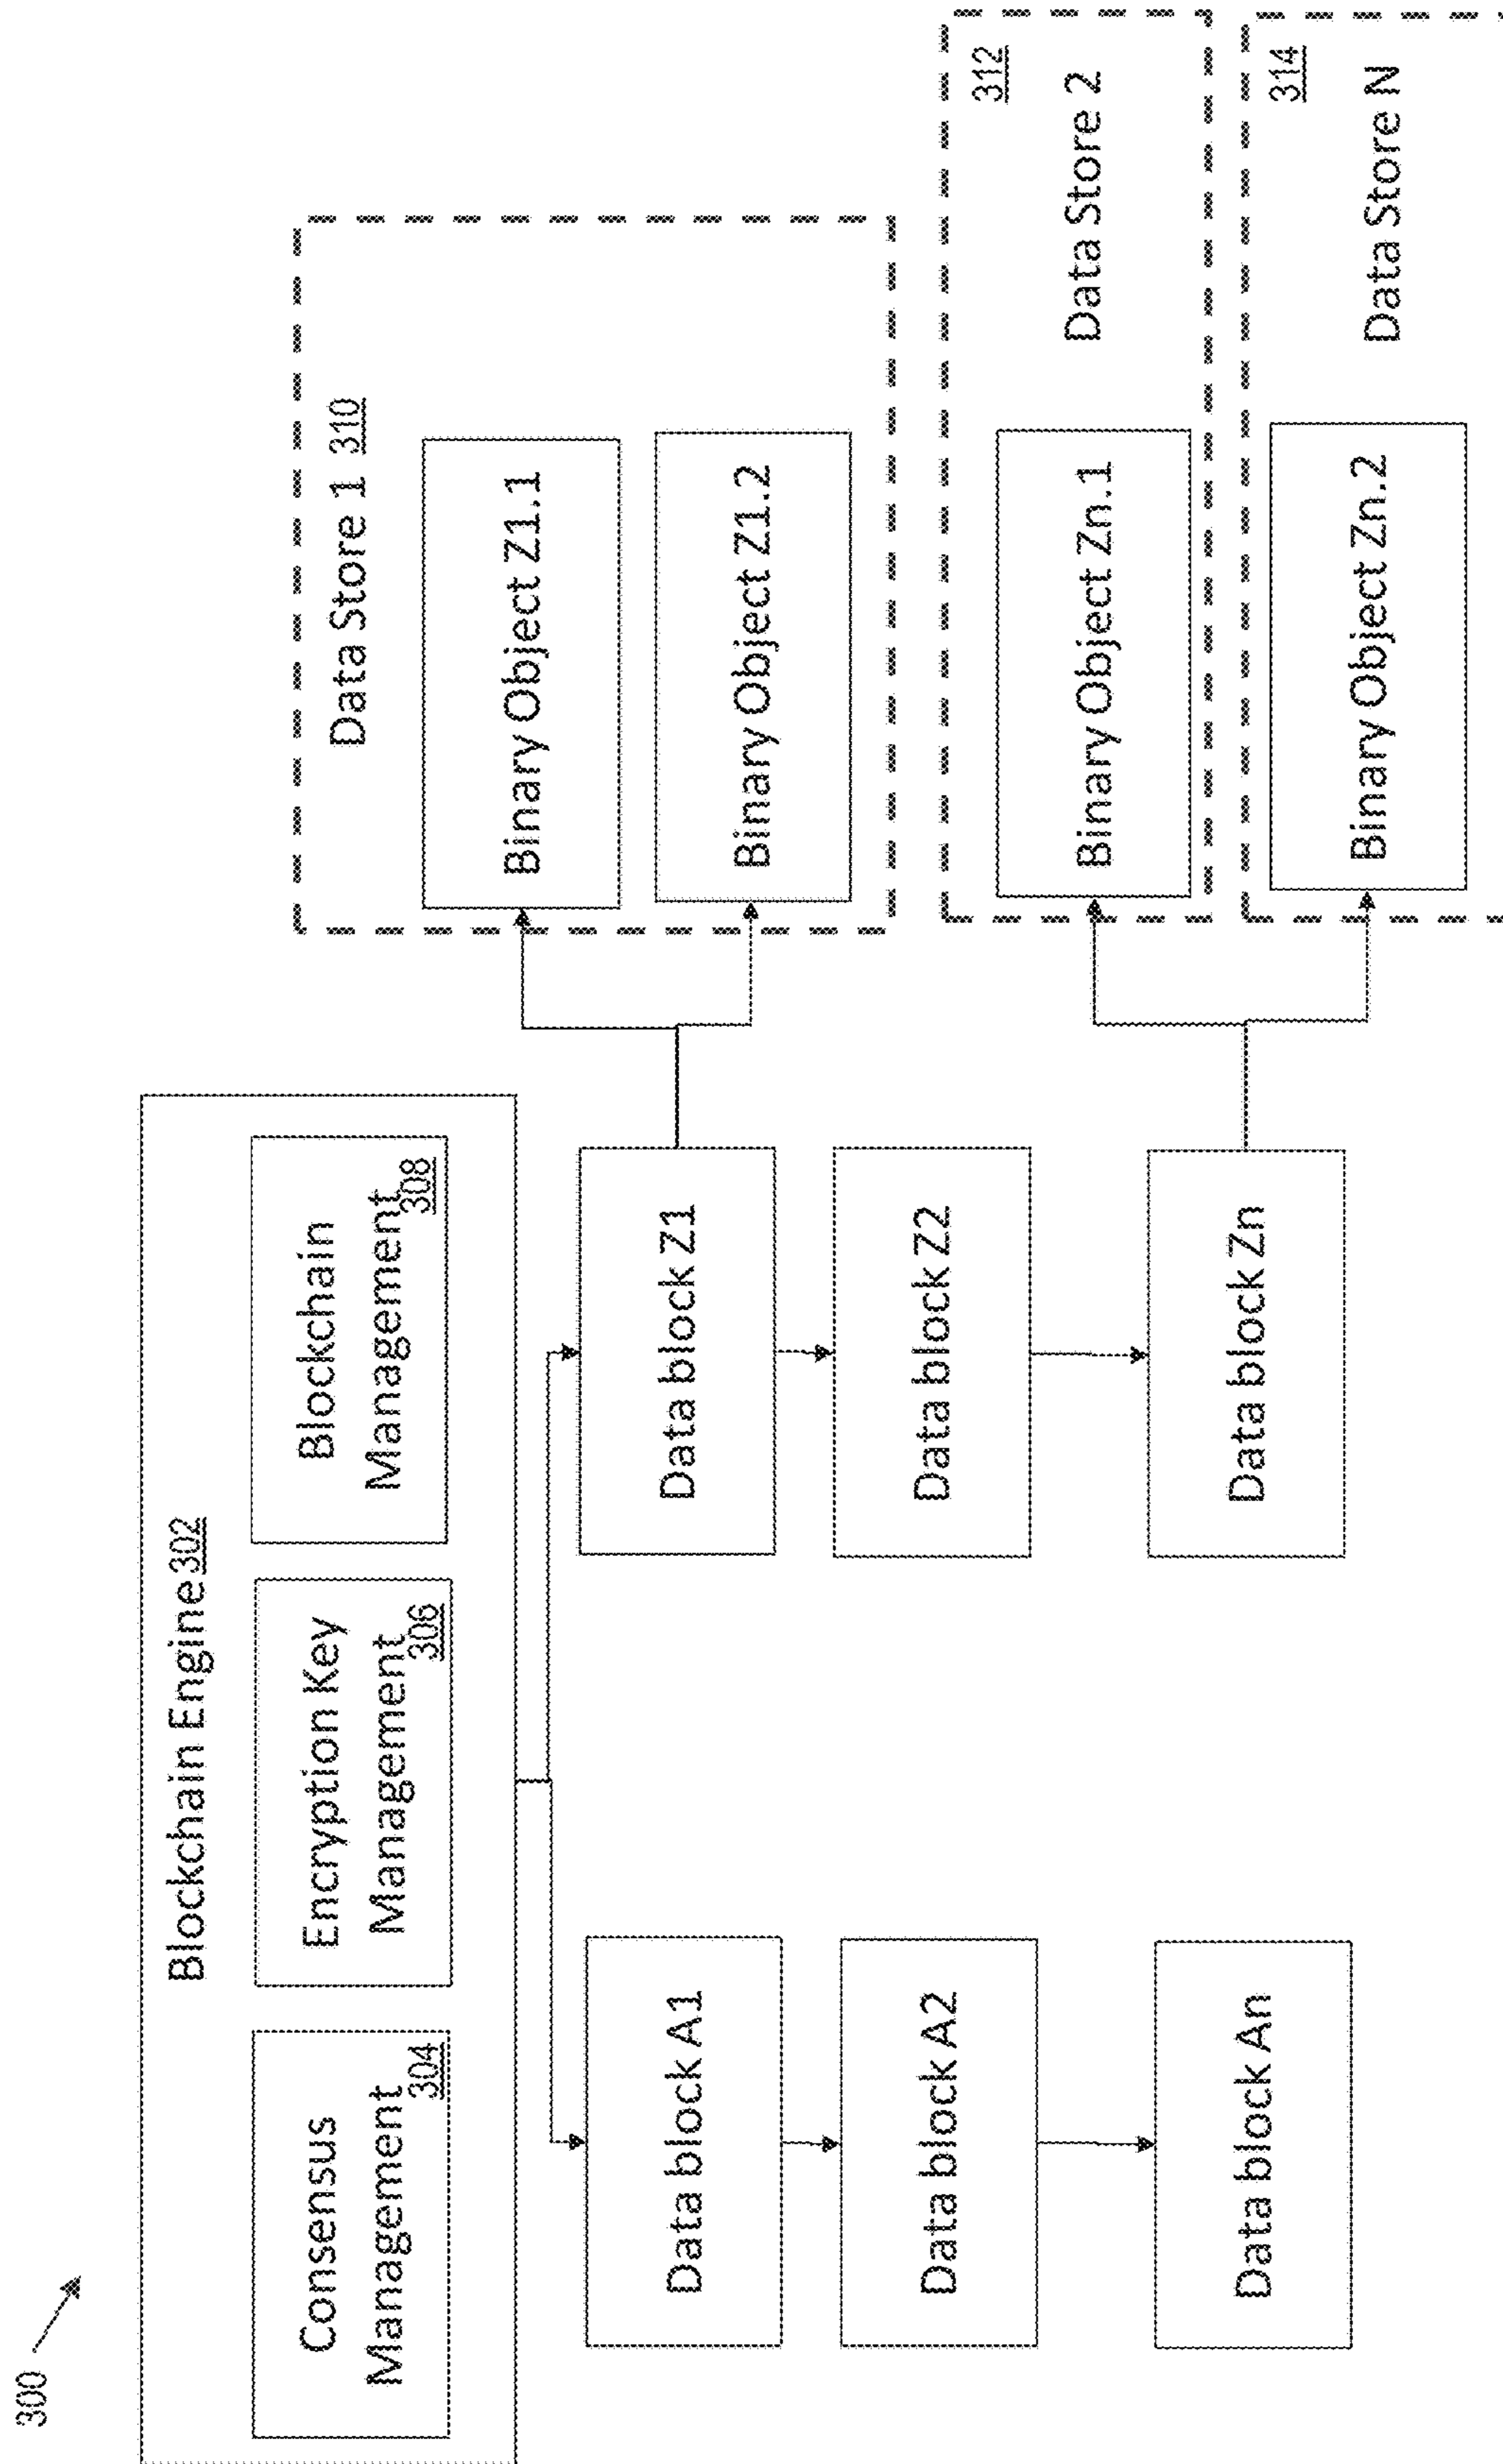 300
Blockchain Engine 302
Consensus
Management
304
Encryption Key
Management
306
Blockchain
Management
308
Data block A1
Data block A2
Data block An
Data block Z1
Data block Z2
Data block Zn
Data Store 1 310
Binary Object Z1.1
Binary Object Z1.2
312
Binary Object Zn.1
Data Store 2
314
Binary Object Zn.2
Data Store N